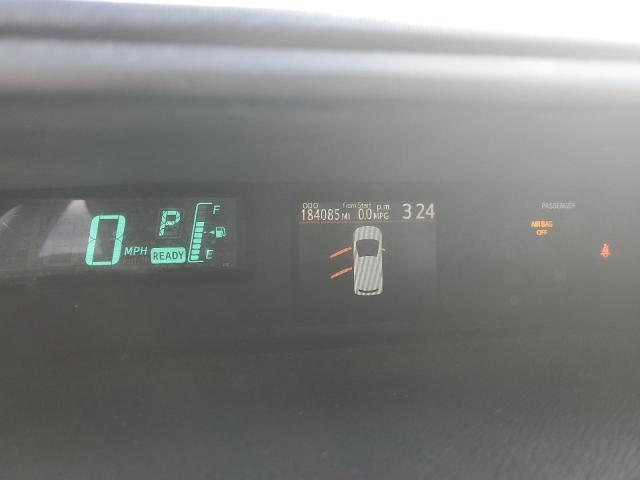 0 MPH P READY F E
ODO from Start p.m.
184085 MI 0.0 MPG 3 24
PASSENGER
AIR BAG
OFF